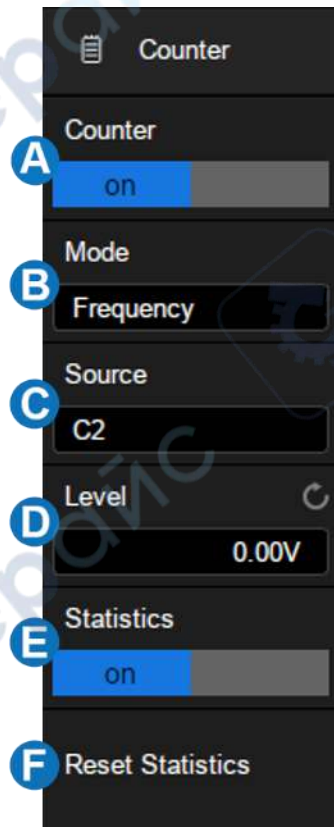 Counter
Counter
A
on
Mode
B
Frequency
Source
C
C2
Level
D
0.00V
Statistics
E
on
F Reset Statistics